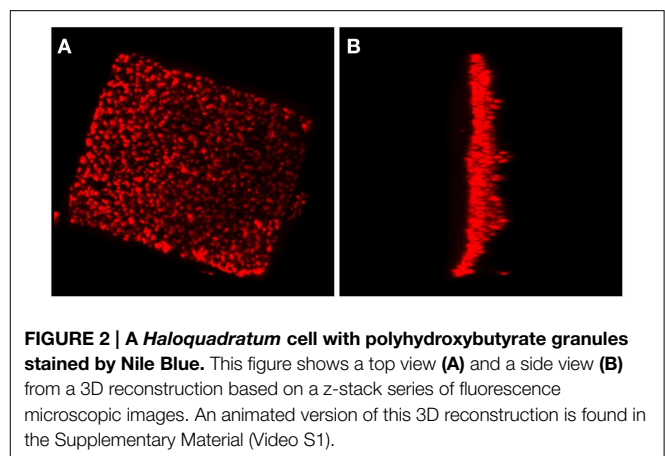 A
B
FIGURE 2 | A Haloquadratum cell with polyhydroxybutyrate granules
stained by Nile Blue. This figure shows a top view (A) and a side view (B)
from a 3D reconstruction based on a z-stack series of fluorescence
microscopic images. An animated version of this 3D reconstruction is found in
the Supplementary Material (Video S1).